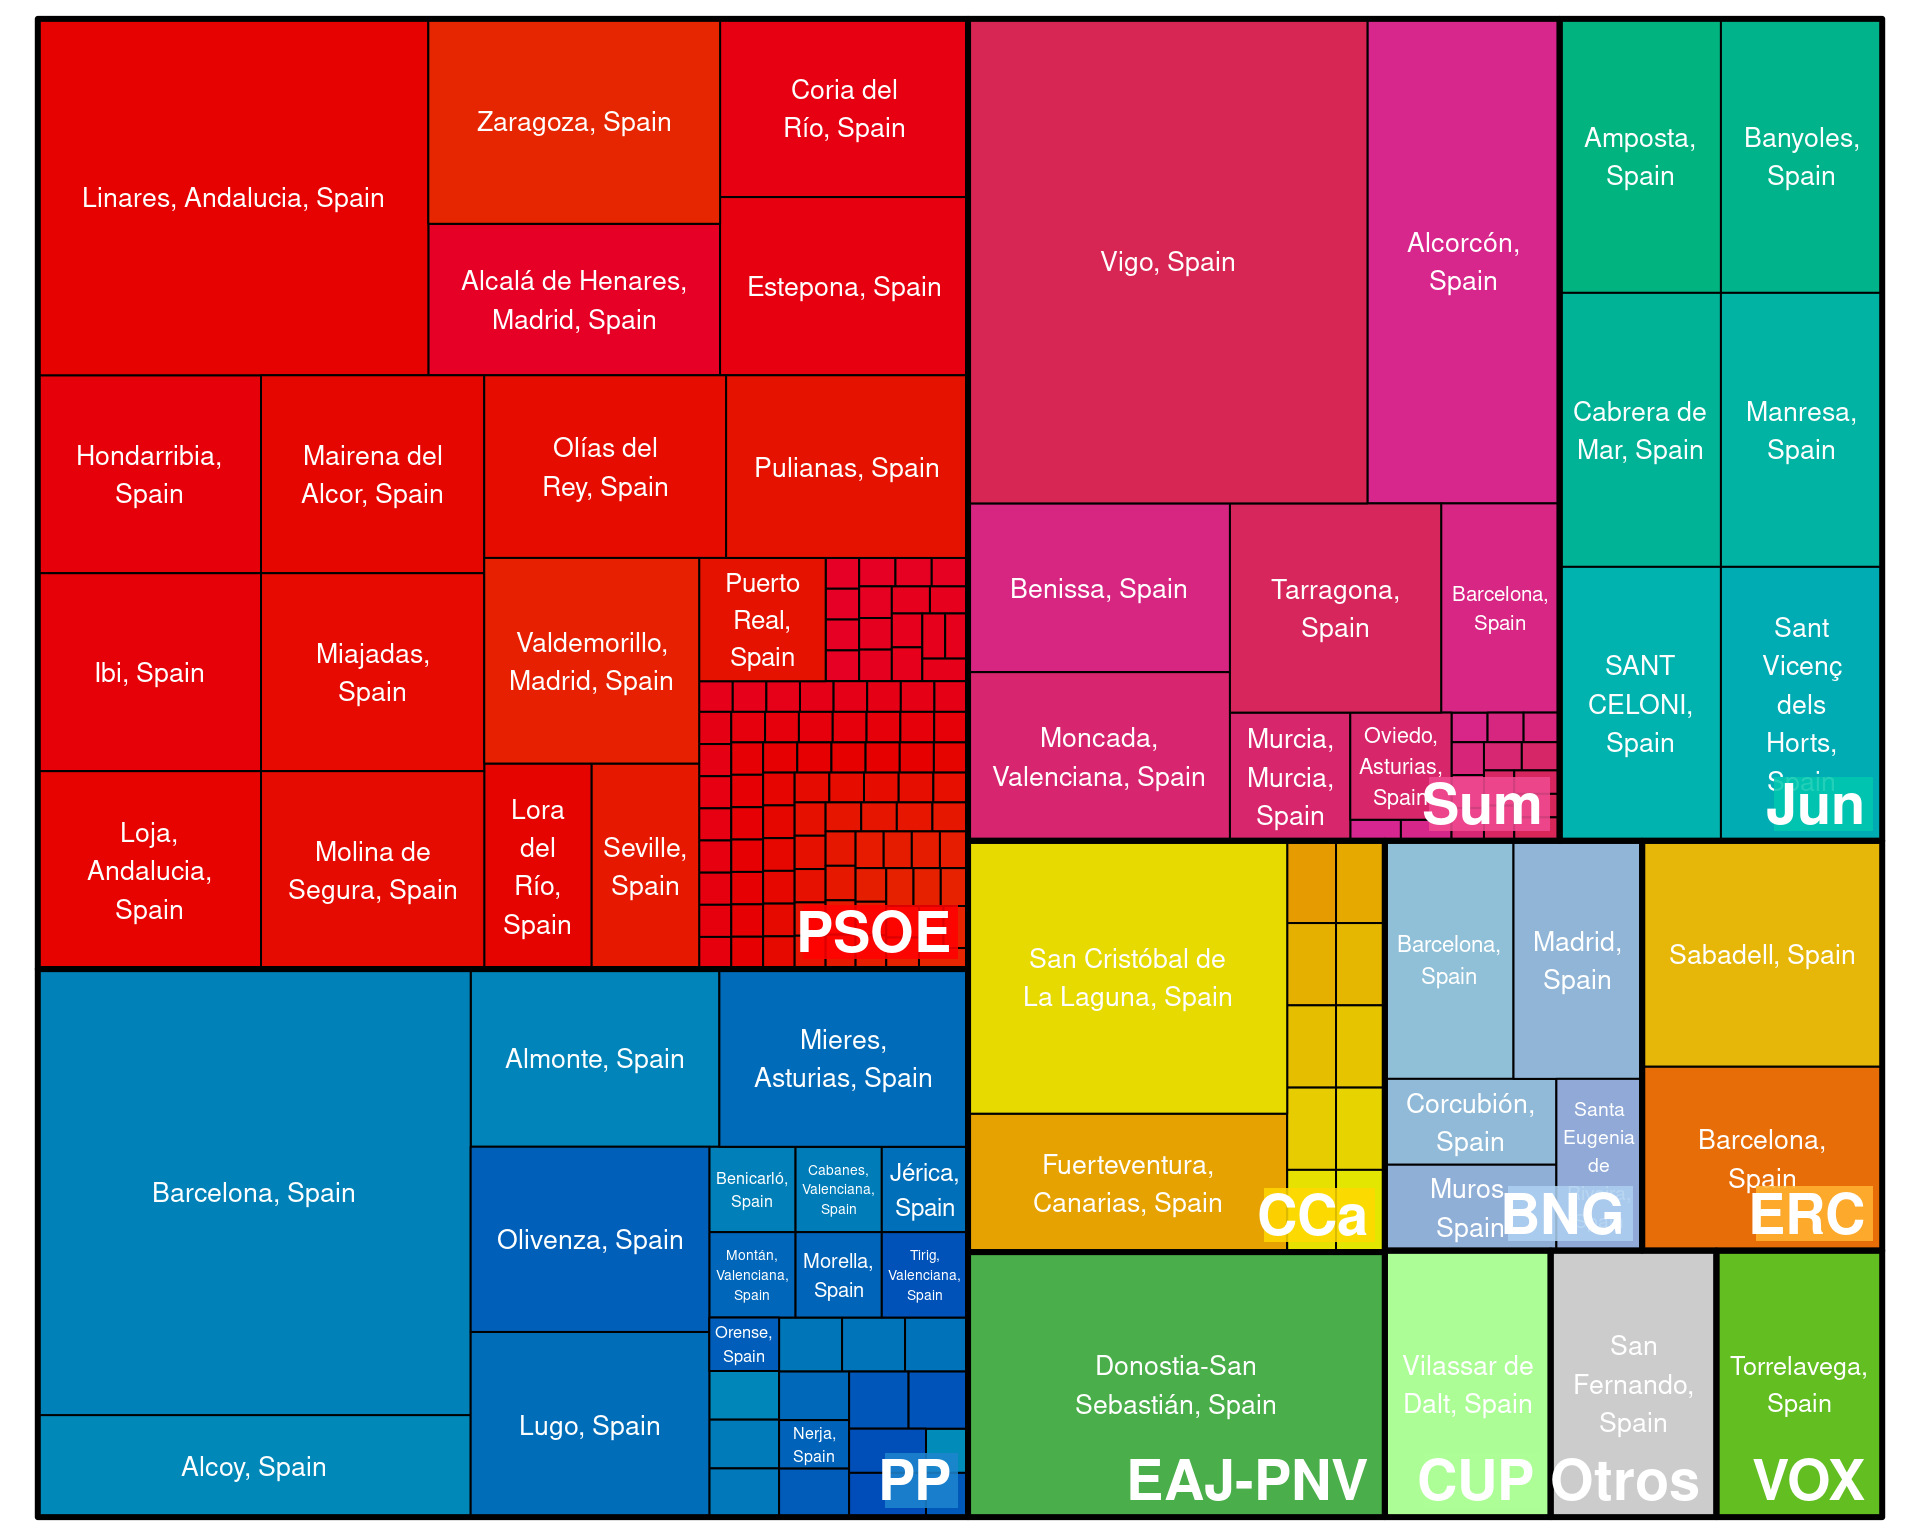 Linares, Andalucia, Spain
Zaragoza, Spain
Coria del
Río, Spain
Alcalá de Henares,
Madrid, Spain
Estepona, Spain
Hondarribia,
Spain
Mairena del
Alcor, Spain
Olías del
Rey, Spain
Pulianas, Spain
Ibi, Spain
Miajadas,
Spain
Valdemorillo,
Madrid, Spain
Puerto
Real,
Spain
Loja,
Andalucia,
Spain
Molina de
Segura, Spain
Lora
del
Río,
Spain
Seville,
Spain
PSOE
Vigo, Spain
Alcorcón,
Spain
Benissa, Spain
Tarragona,
Spain
Barcelona,
Spain
Moncada,
Valenciana, Spain
Murcia,
Murcia,
Spain
Oviedo,
Asturias,
Spain
Sum
Amposta,
Spain
Banyoles,
Spain
Cabrera de
Mar, Spain
Manresa,
Spain
SANT
CELONI,
Spain
Sant
Vicenç
dels
Horts,
Spain
Jun
Barcelona, Spain
Almonte, Spain
Mieres,
Asturias, Spain
Olivenza, Spain
Benicarló,
Spain
Cabanes,
Valenciana,
Spain
Jérica,
Spain
Montán,
Valenciana,
Spain
Morella,
Spain
Tirig,
Valenciana,
Spain
Orense,
Spain
Lugo, Spain
Nerja,
Spain
Alcoy, Spain
PP
San Cristóbal de
La Laguna, Spain
Fuerteventura,
Canarias, Spain
CCa
Barcelona,
Spain
Madrid,
Spain
Corcubión,
Spain
Santa
Eugenia
de
Muros
Spain
BNG
Sabadell, Spain
Barcelona,
Spain
ERC
Donostia-San
Sebastián, Spain
EAJ-PNV
Vilassar de
Dalt, Spain
CUP
San
Fernando,
Spain
Otros
Torrelavega,
Spain
VOX